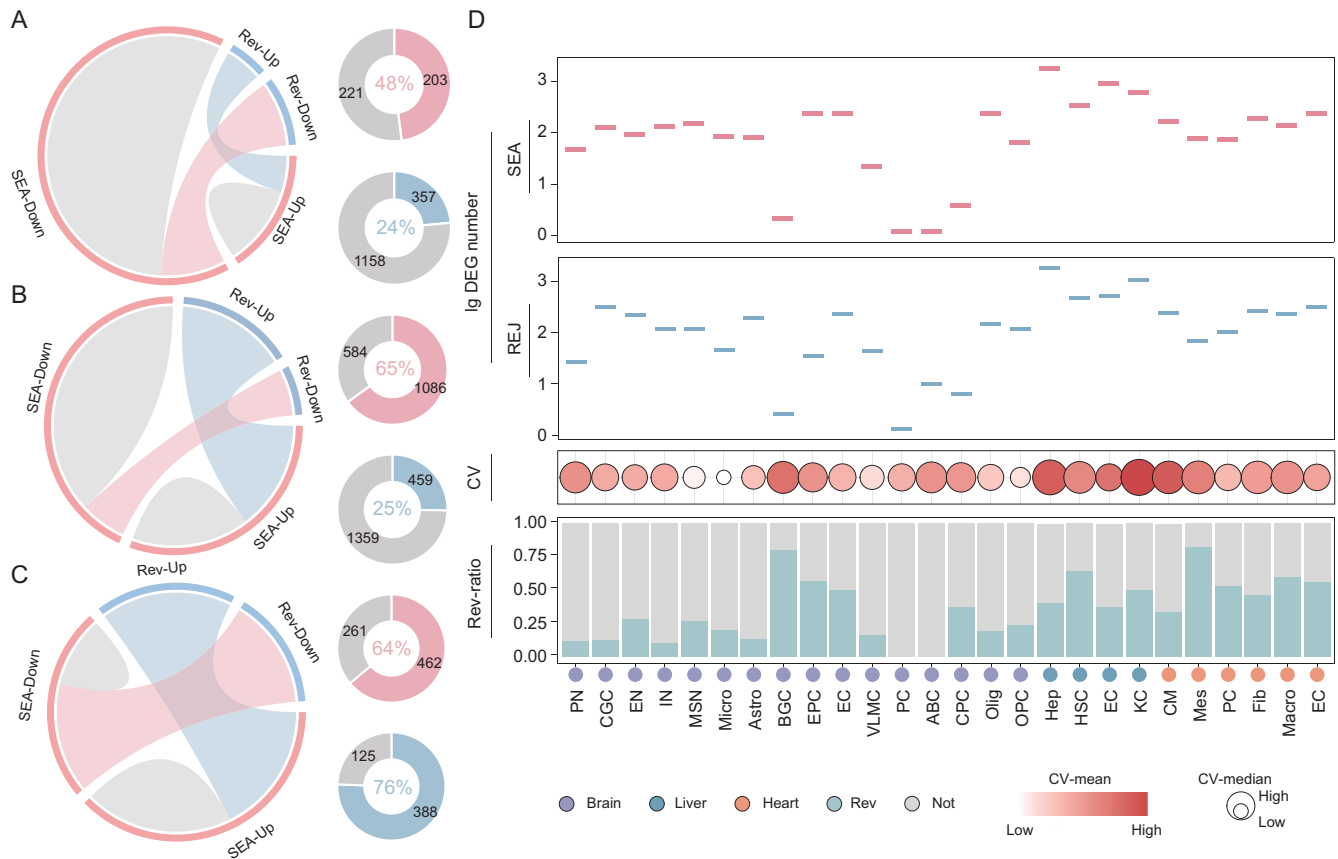 A
Rev-Up
Rev-Down
SEA-Down
SEA-Up
48%
203
221
24%
357
1158
B
Rev-Up
Rev-Down
SEA-Down
SEA-Up
65%
584
1086
25%
459
1359
C
Rev-Up
Rev-Down
SEA-Down
SEA-Up
64%
261
462
76%
125
388
D
lg DEG number
SEA
3
2
1
0
REJ
3
2
1
0
CV
Rev-ratio
1.00
0.75
0.50
0.25
0.00
PN
CGC
EN
IN
MSN
Micro
Astro
BGC
EPC
EC
VLMC
PC
ABC
CPC
Olig
OPC
Hep
HSC
EC
KC
CM
Mes
PC
Fib
Macro
EC
Brain
Liver
Heart
Rev
Not
CV-mean
Low
High
CV-median
High
Low